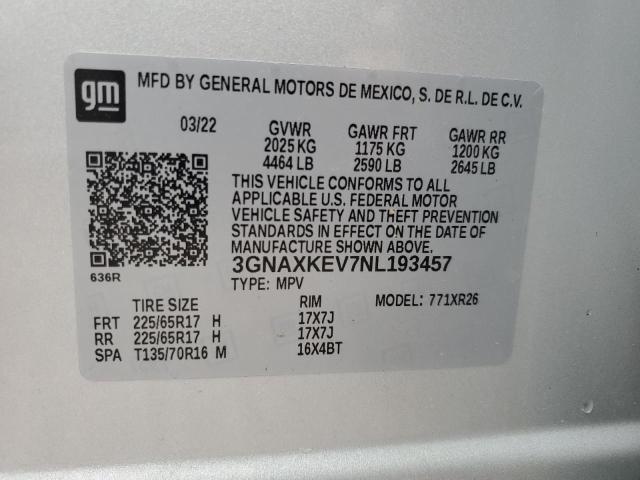 gm
MFD BY GENERAL MOTORS DE MEXICO, S. DE R.L. DE C.V.
03/22 GVWR GAWR FRT GAWR RR
2025 KG 1175 KG 1200 KG
4464 LB 2590 LB 2645 LB
THIS VEHICLE CONFORMS TO ALL
APPLICABLE U.S. FEDERAL MOTOR
VEHICLE SAFETY AND THEFT PREVENTION
STANDARDS IN EFFECT ON THE DATE OF
MANUFACTURE SHOWN ABOVE.
636R 3GNAXKEV7NL193457
TYPE: MPV MODEL: 771XR26
TIRE SIZE RIM
FRT 225/65R17 H 17X7J
RR 225/65R17 H 17X7J
SPA T135/70R16 M 16X4BT